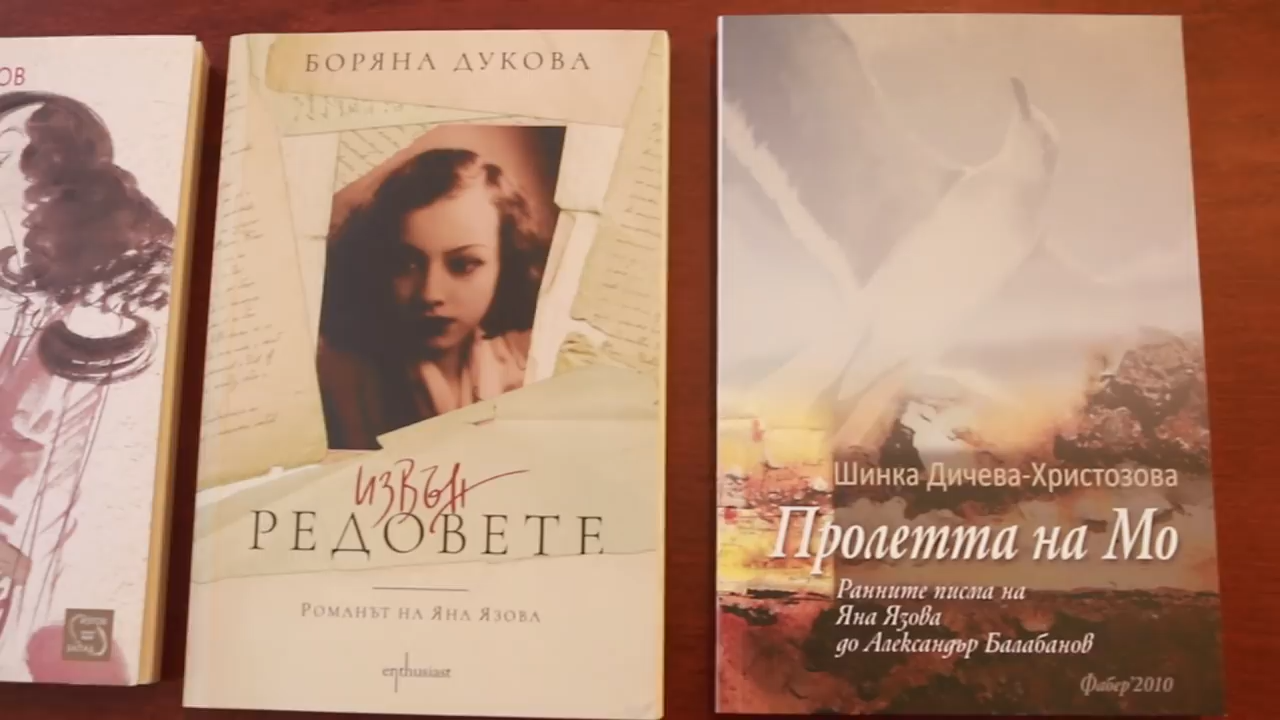 ОВ
БОРЯНА ДУКОВА
извън
РЕДОВЕТЕ
РОМАНЪТ НА ЯНА ЯЗОВА
enthusiast
Шинка Дичева-Христозова
Пролетта на Мо
Ранните писма на
Яна Язова
до Александър Балабанов
Фабер'2010